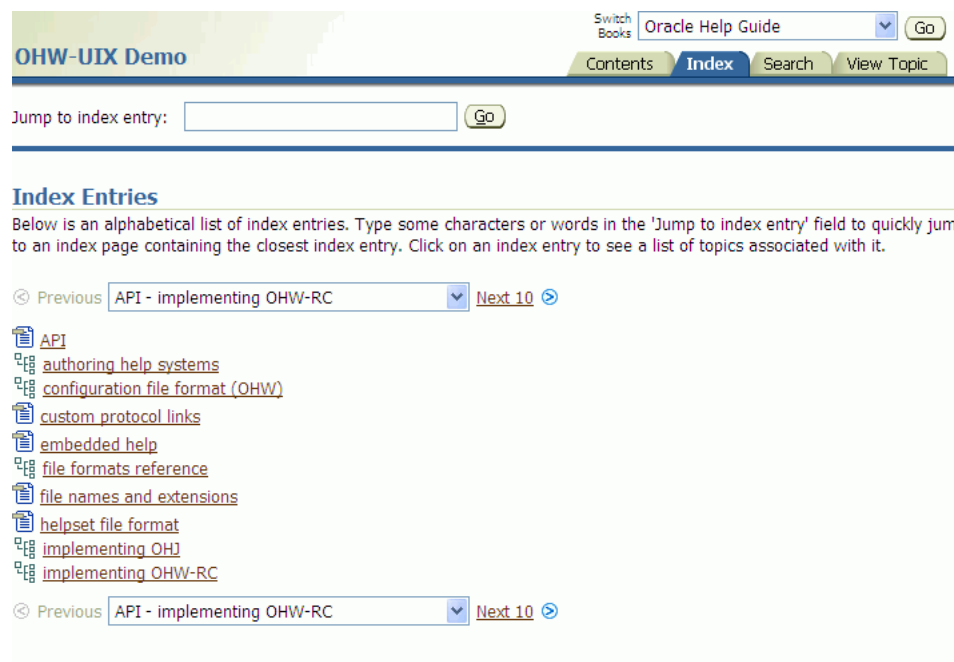 Switch Books Oracle Help Guide Go
OHW-UIX Demo
Contents Index Search View Topic
Jump to index entry: Go
Index Entries
Below is an alphabetical list of index entries. Type some characters or words in the 'Jump to index entry' field to quickly jum
to an index page containing the closest index entry. Click on an index entry to see a list of topics associated with it.
Previous API - implementing OHW-RC Next 10
API
authoring help systems
configuration file format (OHW)
custom protocol links
embedded help
file formats reference
file names and extensions
helpset file format
implementing OHJ
implementing OHW-RC
Previous API - implementing OHW-RC Next 10